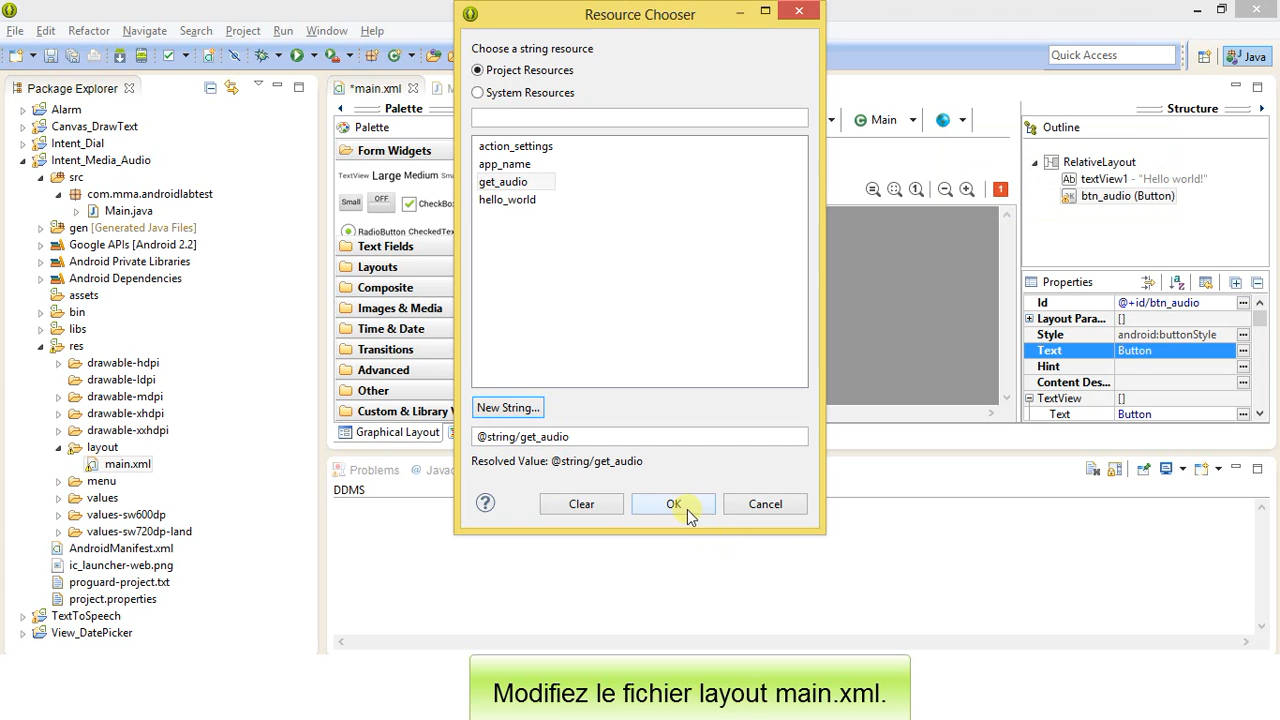 Resource Chooser
File Edit Refactor Navigate Search Project Run Window Help
Quick Access
Java
Package Explorer
Alarm
Canvas_DrawText
Intent_Dial
Intent_Media_Audio
src
com.mma.androidlabtest
Main.java
gen [Generated Java Files]
Google APIs [Android 2.2]
Android Private Libraries
Android Dependencies
assets
bin
libs
res
drawable-hdpi
drawable-ldpi
drawable-mdpi
drawable-xhdpi
drawable-xxhdpi
layout
main.xml
menu
values
values-sw600dp
values-sw720dp-land
AndroidManifest.xml
ic_launcher-web.png
proguard-project.txt
project.properties
TextToSpeech
View_DatePicker
*main.xml
Palette
Palette
Form Widgets
TextView Large Medium
Small OFF CheckBox
RadioButton CheckedText
Text Fields
Layouts
Composite
Images & Media
Time & Date
Transitions
Advanced
Other
Custom & Library V
Graphical Layout
Problems
DDMS
Choose a string resource
Project Resources
System Resources
action_settings
app_name
get_audio
hello_world
New String...
@string/get_audio
Resolved Value: @string/get_audio
Clear OK Cancel
Main
1
Structure
Outline
RelativeLayout
Ab textView1 - "Hello world!"
btn_audio (Button)
Properties
Id @+id/btn_audio
Layout Para... []
Style android:buttonStyle
Text Button
Hint
Content Des...
TextView []
Text Button
Modifiez le fichier layout main.xml.